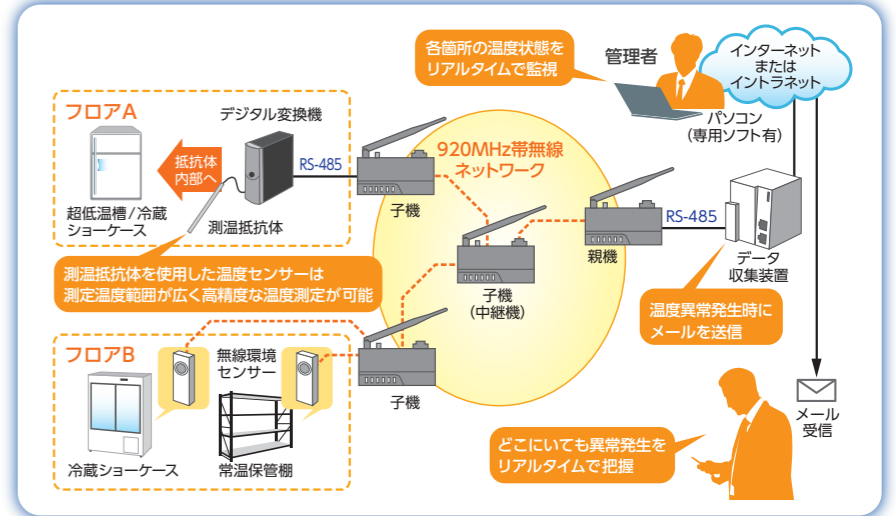 各箇所の温度状態を
リアルタイムで監視
管理者
インターネット
または
イントラネット
パソコン
(専用ソフト有)
フロアA
デジタル変換機
抵抗体
内部へ
RS-485
超低温槽/冷蔵
ショーケース
測温抵抗体
子機
920MHz帯無線
ネットワーク
親機
RS-485
データ
収集装置
子機
(中継機)
測温抵抗体を使用した温度センサーは
測定温度範囲が広く高精度な温度測定が可能
温度異常発生時に
メールを送信
フロアB
無線環境
センサー
子機
冷蔵ショーケース
常温保管棚
メール
受信
どこにいても異常発生を
リアルタイムで把握